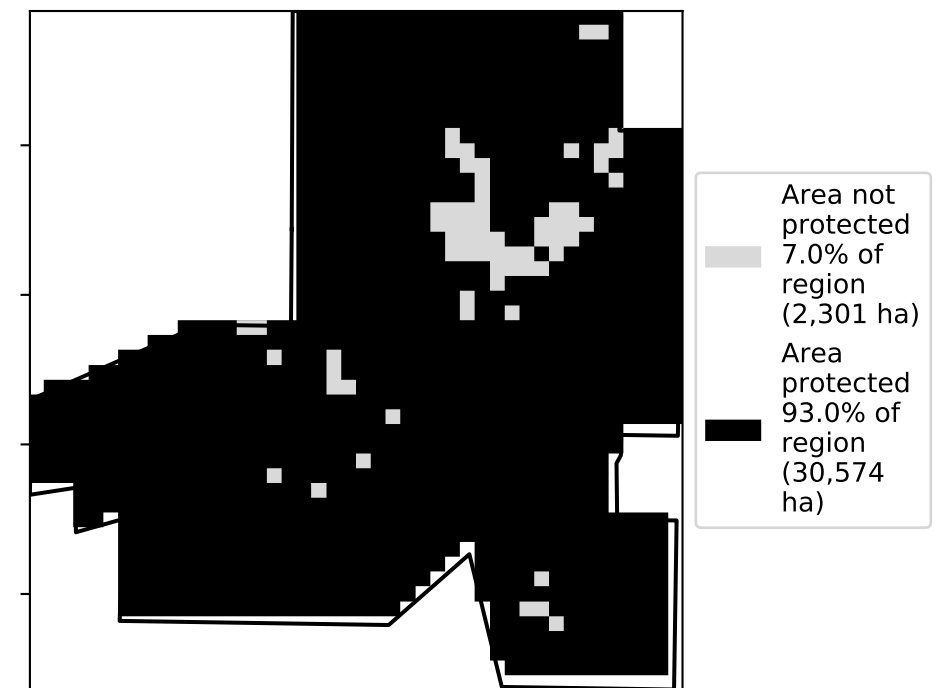 Area not
protected
7.0% of
region
(2,301 ha)
Area
protected
93.0% of
region
(30,574
ha)